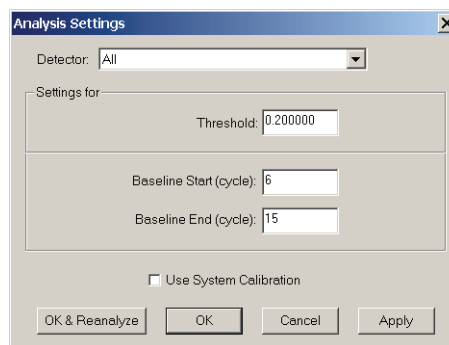 Analysis Settings
Detector: All
Settings for
Threshold: 0.200000
Baseline Start (cycle): 6
Baseline End (cycle): 15
Use System Calibration
OK & Reanalyze OK Cancel Apply